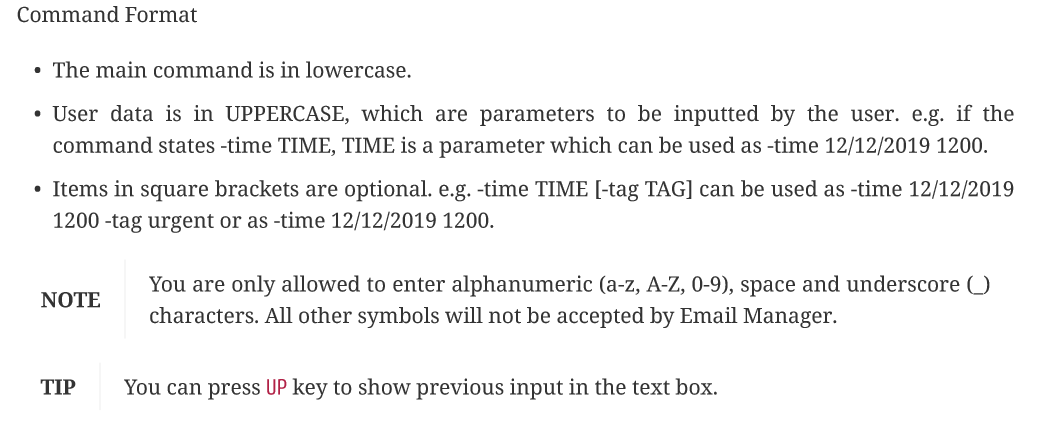 Command Format
• The main command is in lowercase.
• User data is in UPPERCASE, which are parameters to be inputted by the user. e.g. if the
command states -time TIME, TIME is a parameter which can be used as -time 12/12/2019 1200.
• Items in square brackets are optional. e.g. -time TIME [-tag TAG] can be used as -time 12/12/2019
1200 -tag urgent or as -time 12/12/2019 1200.
NOTE
You are only allowed to enter alphanumeric (a-z, A-Z, 0-9), space and underscore (_)
characters. All other symbols will not be accepted by Email Manager.
TIP
You can press UP key to show previous input in the text box.